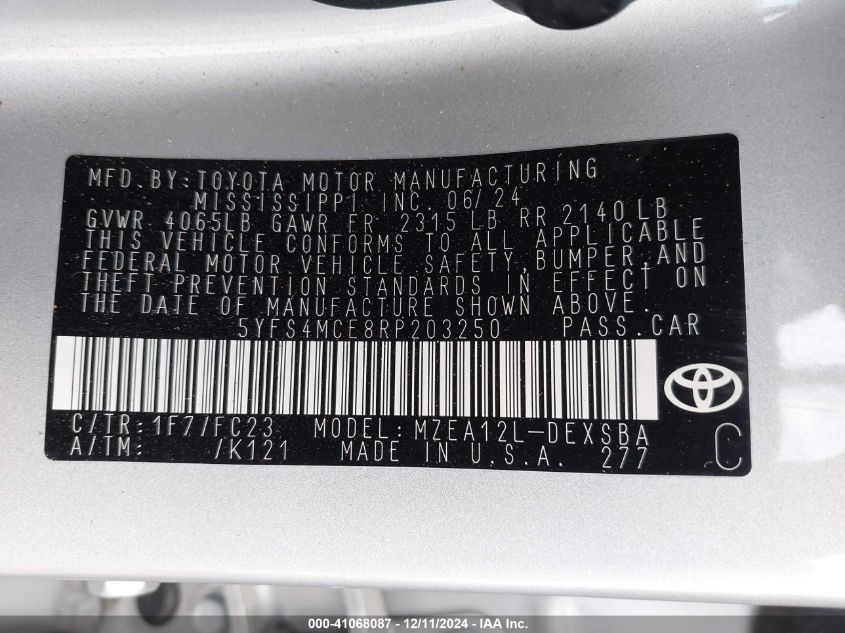 MFD.BY:TOYOTA MOTOR MANUFACTURING
MISSISSIPPI INC. 06/24
GVWR 4065LB GAWR FR 2315 LB RR 2140 LB
THIS VEHICLE CONFORMS TO ALL APPLICABLE
FEDERAL MOTOR VEHICLE SAFETY,BUMPER,AND
THEFT PREVENTION STANDARDS IN EFFECT ON
THE DATE OF MANUFACTURE SHOWN ABOVE.
5YFS4MCE8RP203250 PASS.CAR
C/TR:1F7/FC23 MODEL:MZEA12L-DEXSBA
A/TM: /K121 MADE IN U.S.A. 277 C
000-41068087 - 12/11/2024 - IAA Inc.